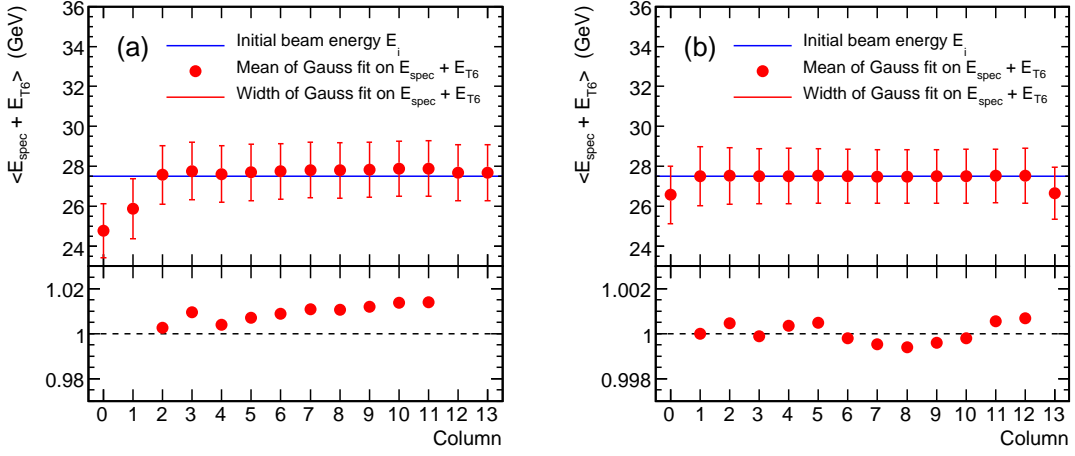 <E_spec + E_T6> (GeV)
36
34
32
30
28
26
24
(a)
Initial beam energy E_i
Mean of Gauss fit on E_spec + E_T6
Width of Gauss fit on E_spec + E_T6
1.02
1
0.98
0 1 2 3 4 5 6 7 8 9 10 11 12 13
Column
<E_spec + E_T6> (GeV)
36
34
32
30
28
26
24
(b)
Initial beam energy E_i
Mean of Gauss fit on E_spec + E_T6
Width of Gauss fit on E_spec + E_T6
1.002
1
0.998
0 1 2 3 4 5 6 7 8 9 10 11 12 13
Column